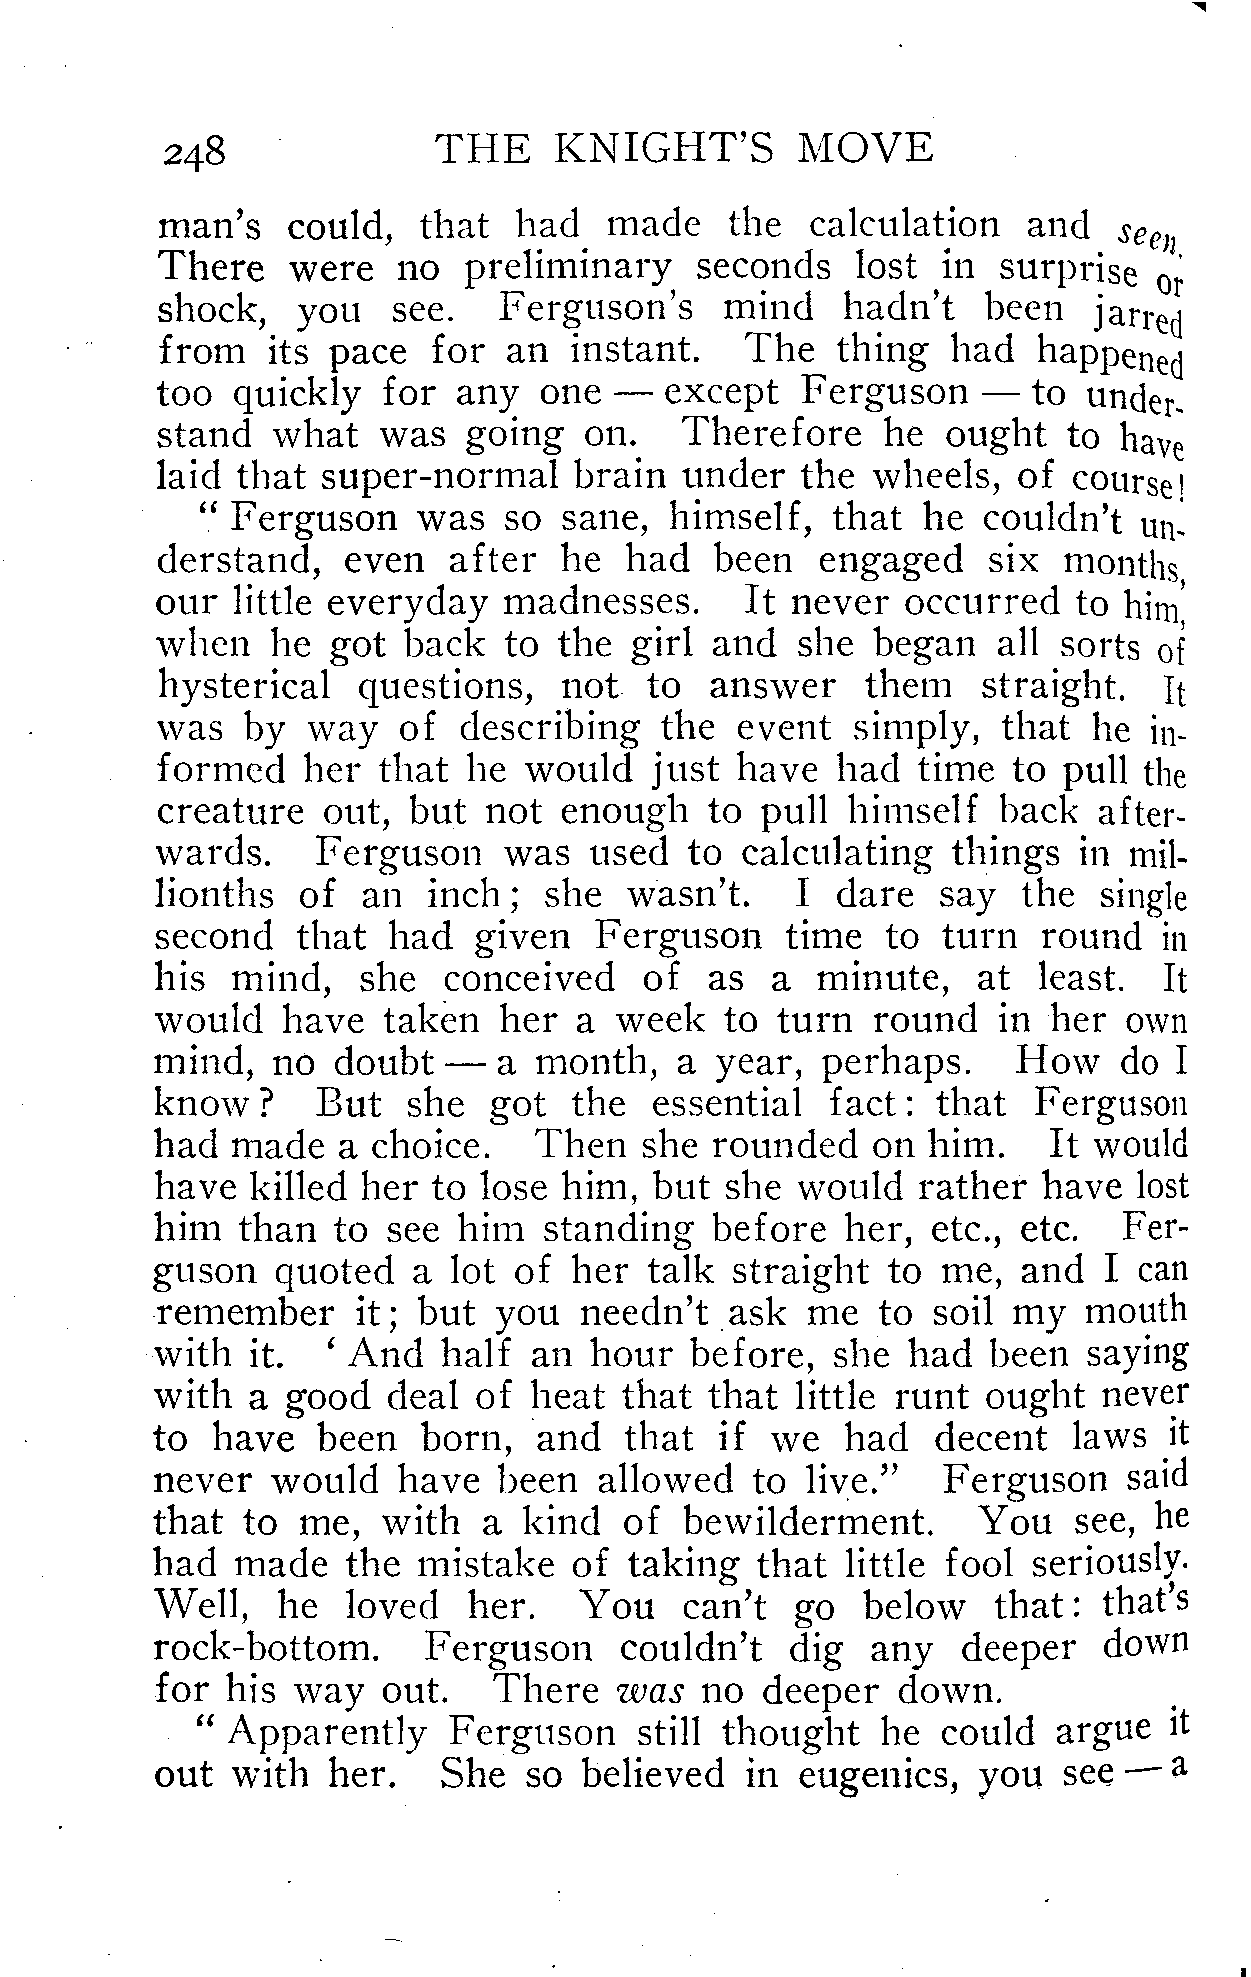 248 THE KNIGHT'S MOVE
man's could, that had made the calculation and seen.
There were no preliminary seconds lost in surprise or
shock, you see. Ferguson's mind hadn't been jarred
from its pace for an instant. The thing had happened
too quickly for any one — except Ferguson — to under-
stand what was going on. Therefore he ought to have
laid that super-normal brain under the wheels, of course!
" Ferguson was so sane, himself, that he couldn't un-
derstand, even after he had been engaged six months,
our little everyday madnesses. It never occurred to him,
when he got back to the girl and she began all sorts of
hysterical questions, not to answer them straight. It
was by way of describing the event simply, that he in-
formed her that he would just have had time to pull the
creature out, but not enough to pull himself back after-
wards. Ferguson was used to calculating things in mil-
lionths of an inch; she wasn't. I dare say the single
second that had given Ferguson time to turn round in
his mind, she conceived of as a minute, at least. It
would have taken her a week to turn round in her own
mind, no doubt — a month, a year, perhaps. How do I
know? But she got the essential fact: that Ferguson
had made a choice. Then she rounded on him. It would
have killed her to lose him, but she would rather have lost
him than to see him standing before her, etc., etc. Fer-
guson quoted a lot of her talk straight to me, and I can
remember it; but you needn't ask me to soil my mouth
with it. ' And half an hour before, she had been saying
with a good deal of heat that that little runt ought never
to have been born, and that if we had decent laws it
never would have been allowed to live." Ferguson said
that to me, with a kind of bewilderment. You see, he
had made the mistake of taking that little fool seriously.
Well, he loved her. You can't go below that: that's
rock-bottom. Ferguson couldn't dig any deeper down
for his way out. There was no deeper down.
" Apparently Ferguson still thought he could argue it
out with her. She so believed in eugenics, you see — a